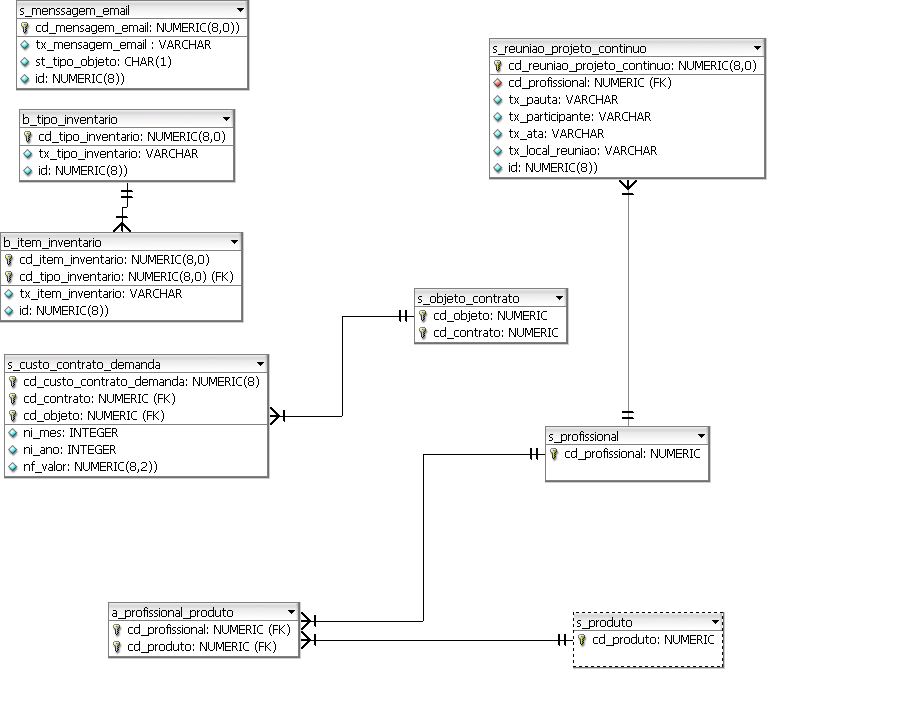 s_menssagem_email
cd_mensagem_email: NUMERIC(8,0))
tx_mensagem_email : VARCHAR
st_tipo_objeto: CHAR(1)
id: NUMERIC(8))
b_tipo_inventario
cd_tipo_inventario: NUMERIC(8,0)
tx_tipo_inventario: VARCHAR
id: NUMERIC(8))
b_item_inventario
cd_item_inventario: NUMERIC(8,0)
cd_tipo_inventario: NUMERIC(8,0) (FK)
tx_item_inventario: VARCHAR
id: NUMERIC(8))
s_custo_contrato_demanda
cd_custo_contrato_demanda: NUMERIC(8)
cd_contrato: NUMERIC (FK)
cd_objeto: NUMERIC (FK)
ni_mes: INTEGER
ni_ano: INTEGER
nf_valor: NUMERIC(8,2))
s_objeto_contrato
cd_objeto: NUMERIC
cd_contrato: NUMERIC
s_reuniao_projeto_continuo
cd_reuniao_projeto_continuo: NUMERIC(8,0)
cd_profissional: NUMERIC (FK)
tx_pauta: VARCHAR
tx_participante: VARCHAR
tx_ata: VARCHAR
tx_local_reuniao: VARCHAR
id: NUMERIC(8))
s_profissional
cd_profissional: NUMERIC
a_profissional_produto
cd_profissional: NUMERIC (FK)
cd_produto: NUMERIC (FK)
s_produto
cd_produto: NUMERIC